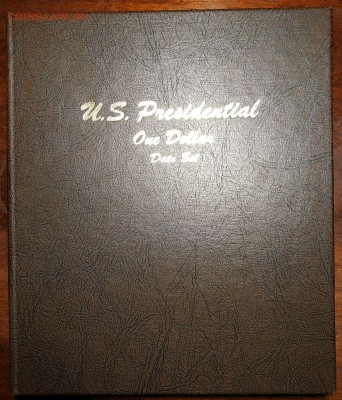 U.S. Presidential
One Dollar
Date Set